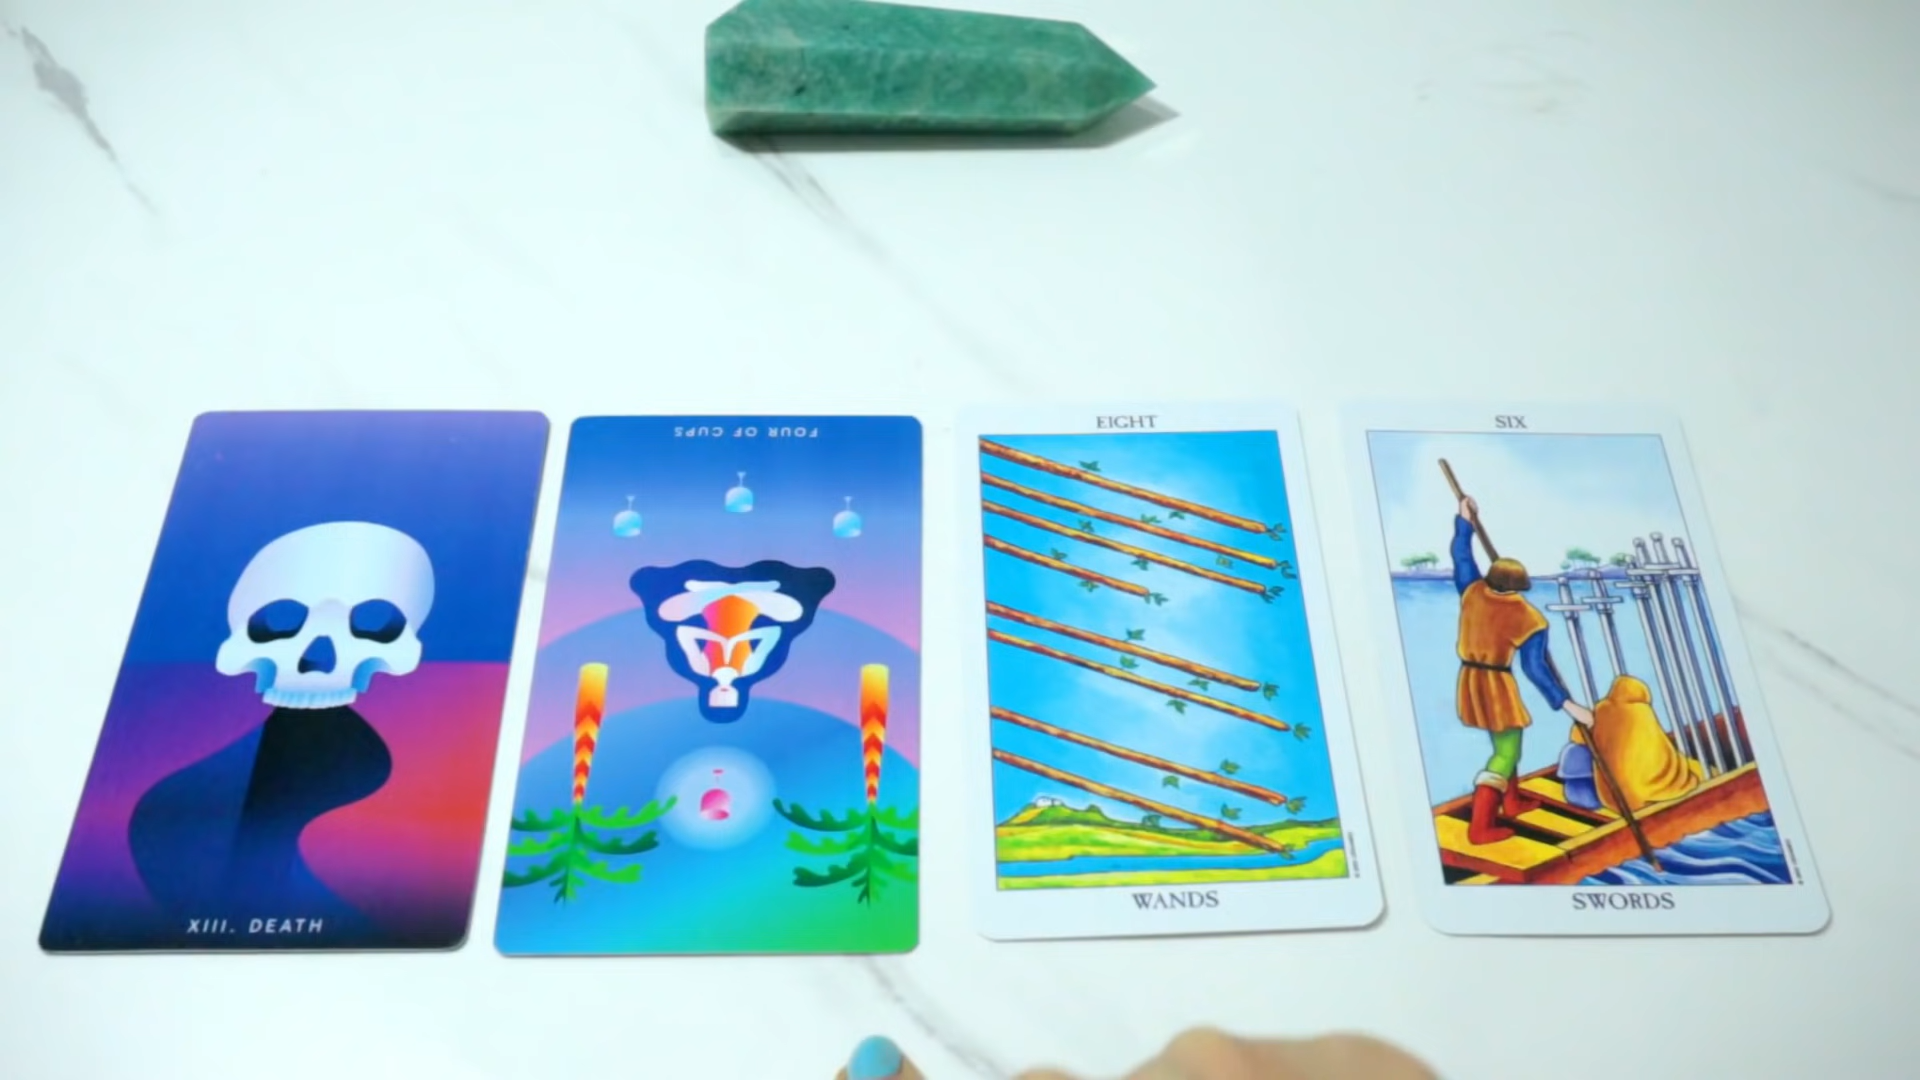 XIII. DEATH
FOUR OF CUPS
EIGHT
WANDS
SIX
SWORDS